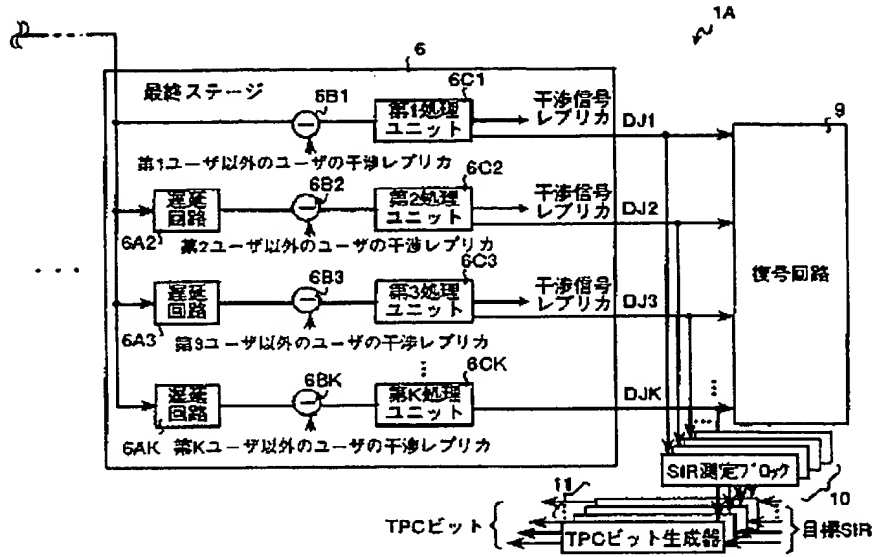 1A
6
最終ステージ
6B1
6C1
第1処理
ユニット
干渉信号
レプリカ
DJ1
9
第1ユーザ以外のユーザの干渉レプリカ
遅延
回路
6A2
6B2
6C2
第2処理
ユニット
干渉信号
レプリカ
DJ2
第2ユーザ以外のユーザの干渉レプリカ
復号回路
遅延
回路
6A3
6B3
6C3
第3処理
ユニット
干渉信号
レプリカ
DJ3
第3ユーザ以外のユーザの干渉レプリカ
遅延
回路
6AK
6BK
6CK
第K処理
ユニット
DJK
第Kユーザ以外のユーザの干渉レプリカ
SIR測定ブロック
10
11
TPCビット
TPCビット生成器
目標SIR